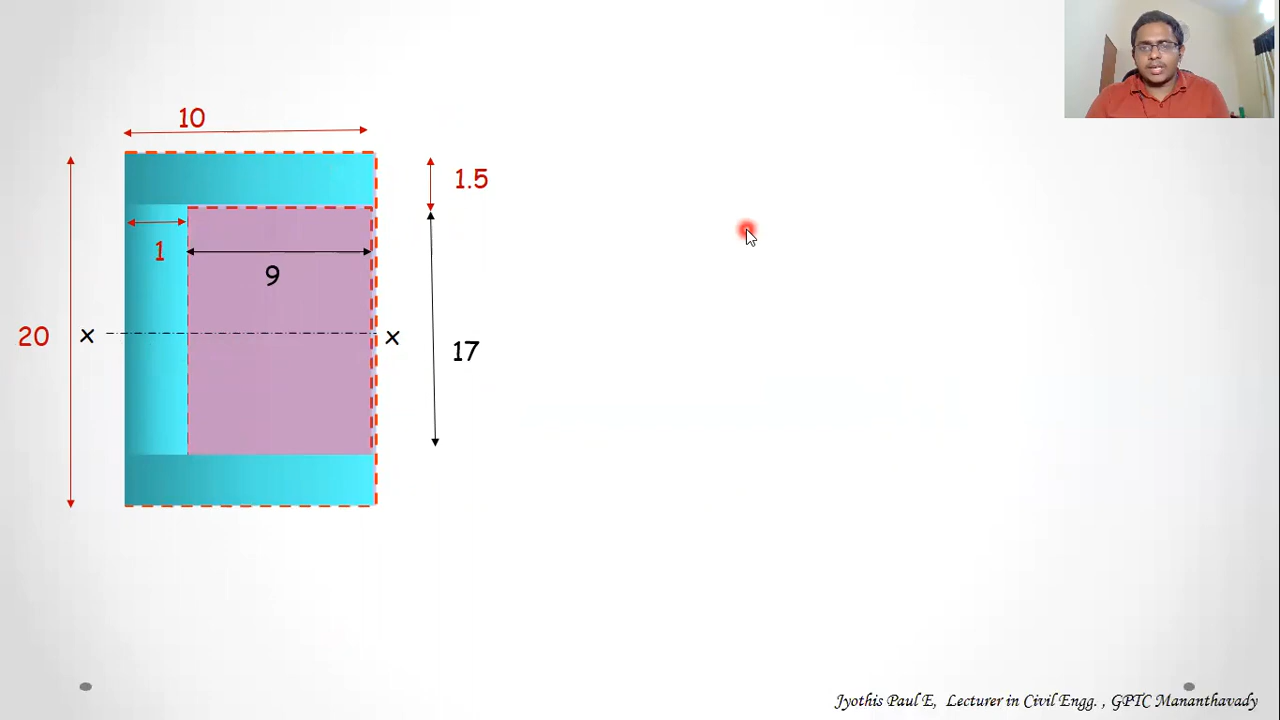 10
1.5
1
9
20
x
x
17
Jyothis Paul E, Lecturer in Civil Engg. , GPTC Mananthavady